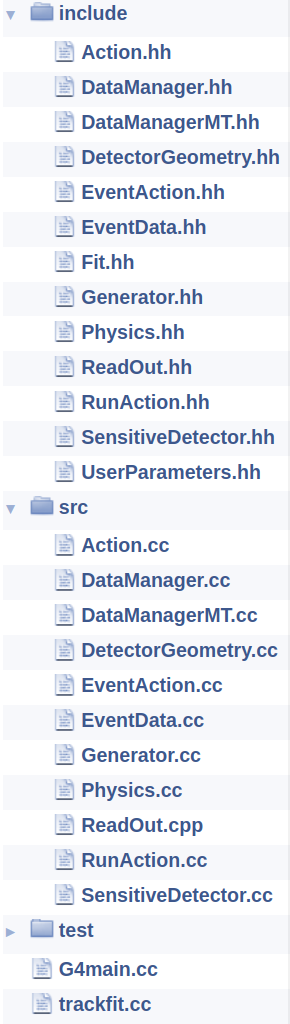 include
Action.hh
DataManager.hh
DataManagerMT.hh
DetectorGeometry.hh
EventAction.hh
EventData.hh
Fit.hh
Generator.hh
Physics.hh
ReadOut.hh
RunAction.hh
SensitiveDetector.hh
UserParameters.hh
src
Action.cc
DataManager.cc
DataManagerMT.cc
DetectorGeometry.cc
EventAction.cc
EventData.cc
Generator.cc
Physics.cc
ReadOut.cpp
RunAction.cc
SensitiveDetector.cc
test
G4main.cc
trackfit.cc